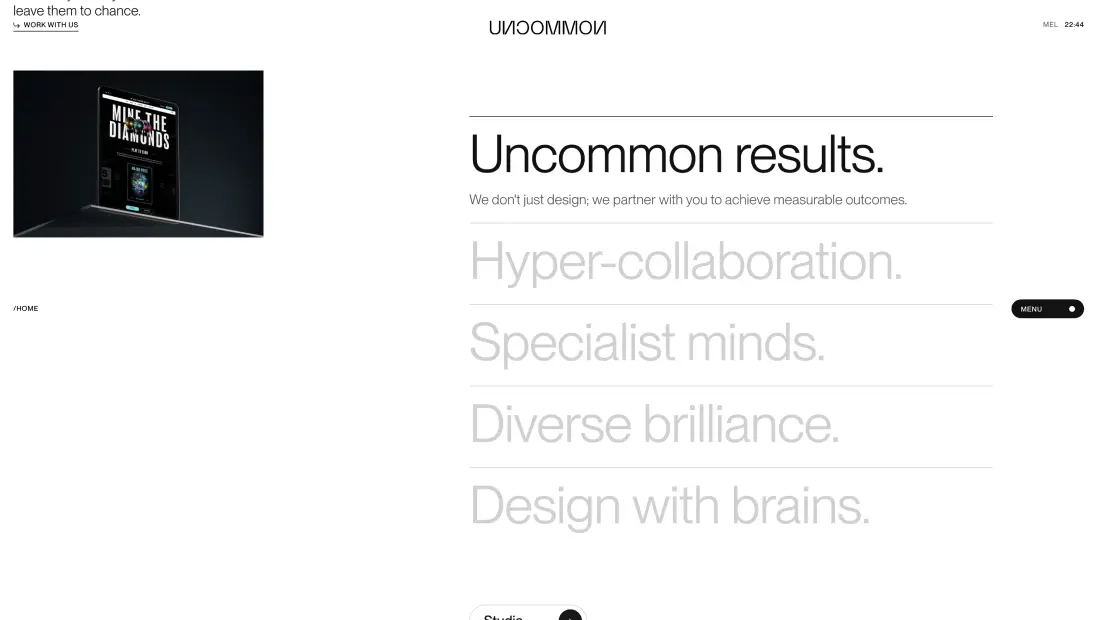 leave them to chance.
↳ WORK WITH US
UNCOMMON
MEL 22:44
MINE THE
DIAMONDS
Uncommon results.
We don't just design; we partner with you to achieve measurable outcomes.
Hyper-collaboration.
/HOME
MENU
Specialist minds.
Diverse brilliance.
Design with brains.
Studio